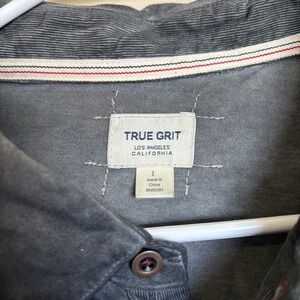 TRUE GRIT
LOS ANGELES
CALIFORNIA
L
made in
China